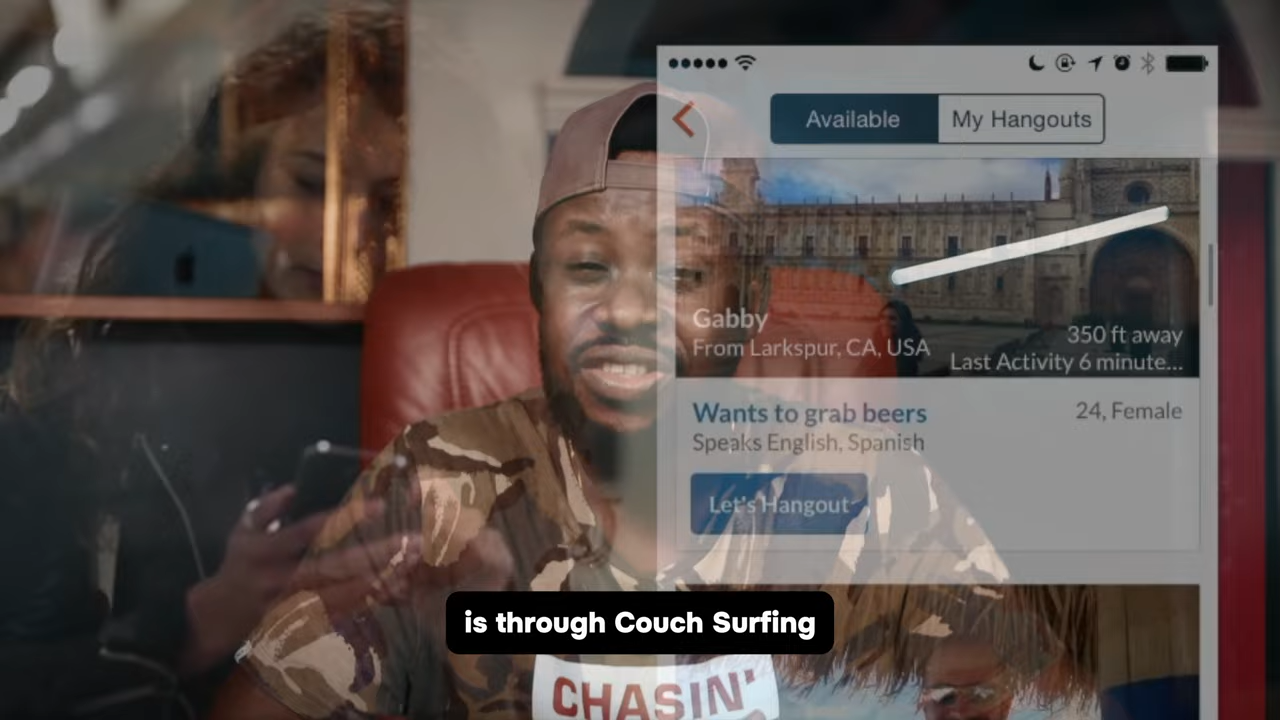 Available
My Hangouts
Gabby
From Larkspur, CA, USA
350 ft away
Last Activity 6 minute...
Wants to grab beers
24, Female
Speaks English, Spanish
Let's Hangout
is through Couch Surfing
CHASIN'